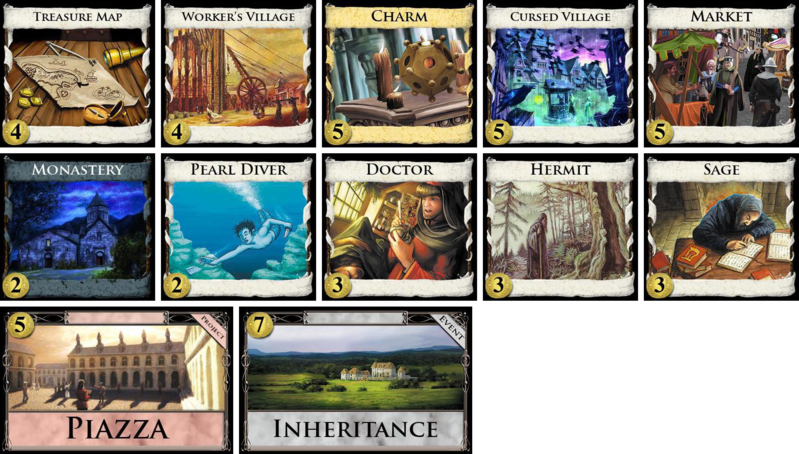 TREASURE MAP
4
WORKER'S VILLAGE
4
CHARM
5
CURSED VILLAGE
5
MARKET
5
MONASTERY
2
PEARL DIVER
2
DOCTOR
3
HERMIT
3
SAGE
3
5
PROJECT
PIAZZA
7
EVENT
INHERITANCE